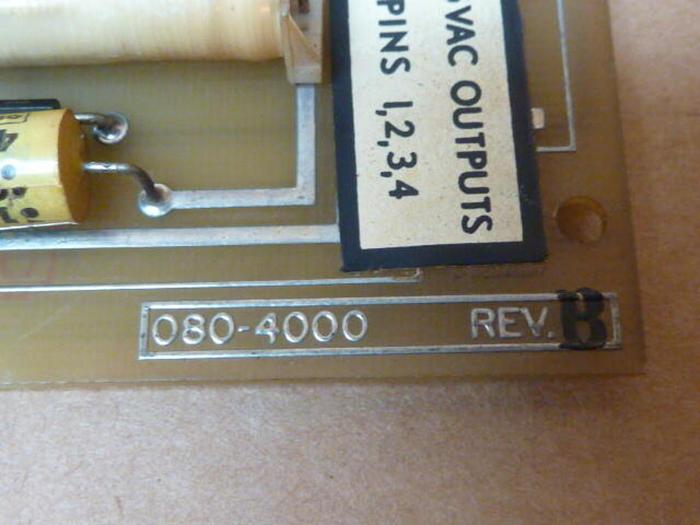 VAC OUTPUTS
PINS 1,2,3,4
080-4000 REV. B